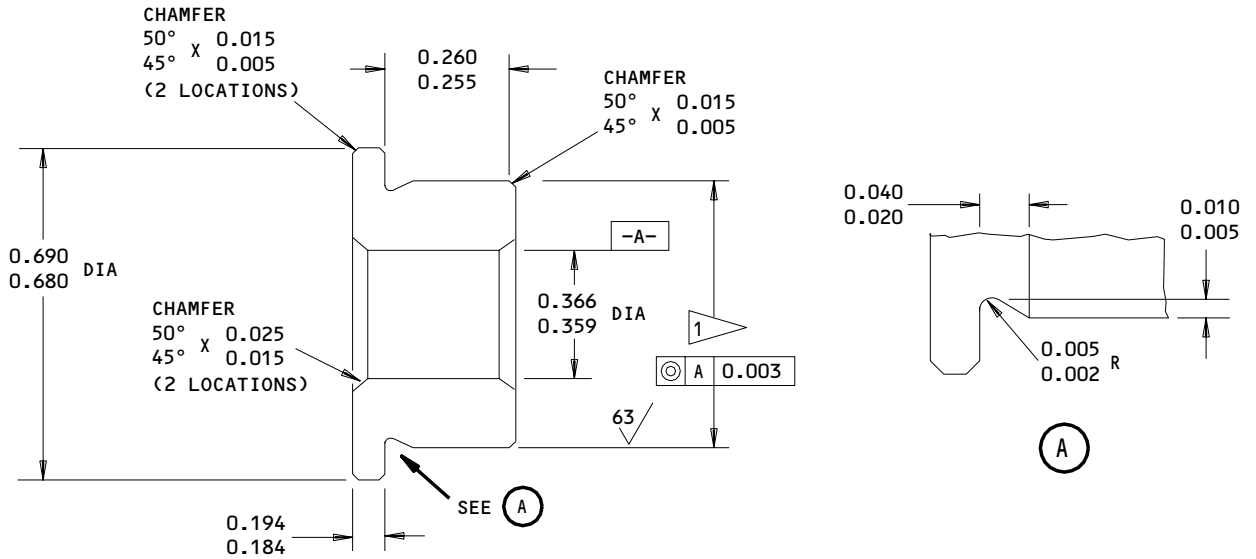 CHAMFER
50° X 0.015
45° 0.005
(2 LOCATIONS)
0.260
0.255
CHAMFER
50° X 0.015
45° 0.005
0.690
0.680 DIA
-A-
0.366
0.359 DIA
CHAMFER
50° X 0.025
45° 0.015
(2 LOCATIONS)
1
◎ A 0.003
63
SEE A
0.194
0.184
0.040
0.020
0.010
0.005
0.005 R
0.002
A